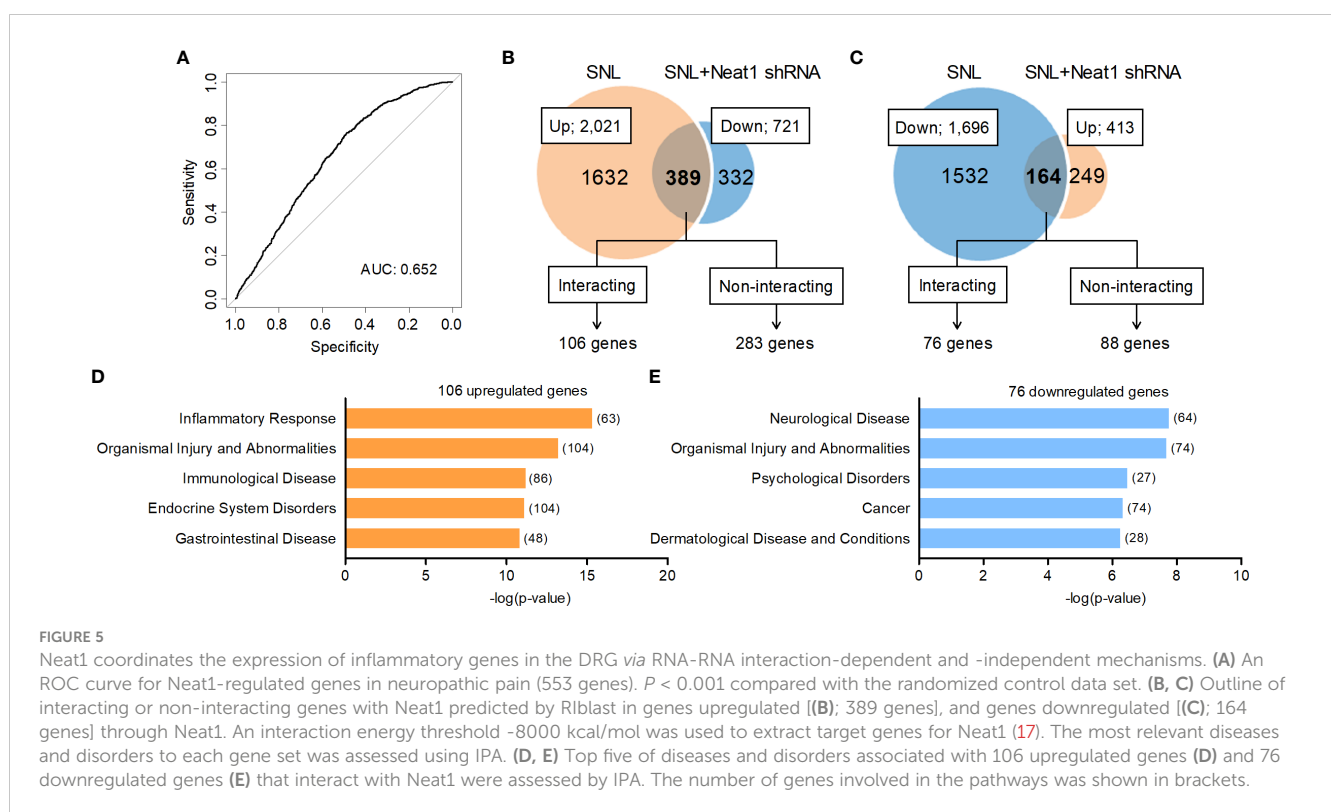 A
1.0
0.8
0.6
0.4
0.2
0.0
Sensitivity
AUC: 0.652
1.0 0.8 0.6 0.4 0.2 0.0
Specificity
B
SNL SNL+Neat1 shRNA
Up; 2,021
Down; 721
1632 389 332
Interacting
Non-interacting
106 genes
283 genes
C
SNL SNL+Neat1 shRNA
Down; 1,696
Up; 413
1532 164 249
Interacting
Non-interacting
76 genes
88 genes
D
106 upregulated genes
Inflammatory Response (63)
Organismal Injury and Abnormalities (104)
Immunological Disease (86)
Endocrine System Disorders (104)
Gastrointestinal Disease (48)
0 5 10 15 20
-log(p-value)
E
76 downregulated genes
Neurological Disease (64)
Organismal Injury and Abnormalities (74)
Psychological Disorders (27)
Cancer (74)
Dermatological Disease and Conditions (28)
0 2 4 6 8 10
-log(p-value)
FIGURE 5
Neat1 coordinates the expression of inflammatory genes in the DRG via RNA-RNA interaction-dependent and -independent mechanisms. (A) An
ROC curve for Neat1-regulated genes in neuropathic pain (553 genes). P < 0.001 compared with the randomized control data set. (B, C) Outline of
interacting or non-interacting genes with Neat1 predicted by RIblast in genes upregulated [(B); 389 genes], and genes downregulated [(C); 164
genes] through Neat1. An interaction energy threshold -8000 kcal/mol was used to extract target genes for Neat1 (17). The most relevant diseases
and disorders to each gene set was assessed using IPA. (D, E) Top five of diseases and disorders associated with 106 upregulated genes (D) and 76
downregulated genes (E) that interact with Neat1 were assessed by IPA. The number of genes involved in the pathways was shown in brackets.